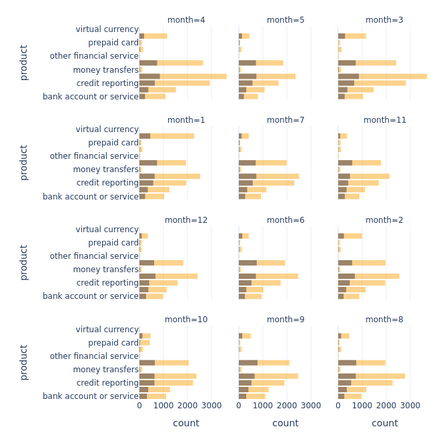 month=4 month=5 month=3
product
virtual currency
prepaid card
other financial service
money transfers
credit reporting
bank account or service
month=1 month=7 month=11
product
virtual currency
prepaid card
other financial service
money transfers
credit reporting
bank account or service
month=12 month=6 month=2
product
virtual currency
prepaid card
other financial service
money transfers
credit reporting
bank account or service
month=10 month=9 month=8
product
virtual currency
prepaid card
other financial service
money transfers
credit reporting
bank account or service
0 1000 2000 3000 0 1000 2000 3000 0 1000 2000 3000
count count count